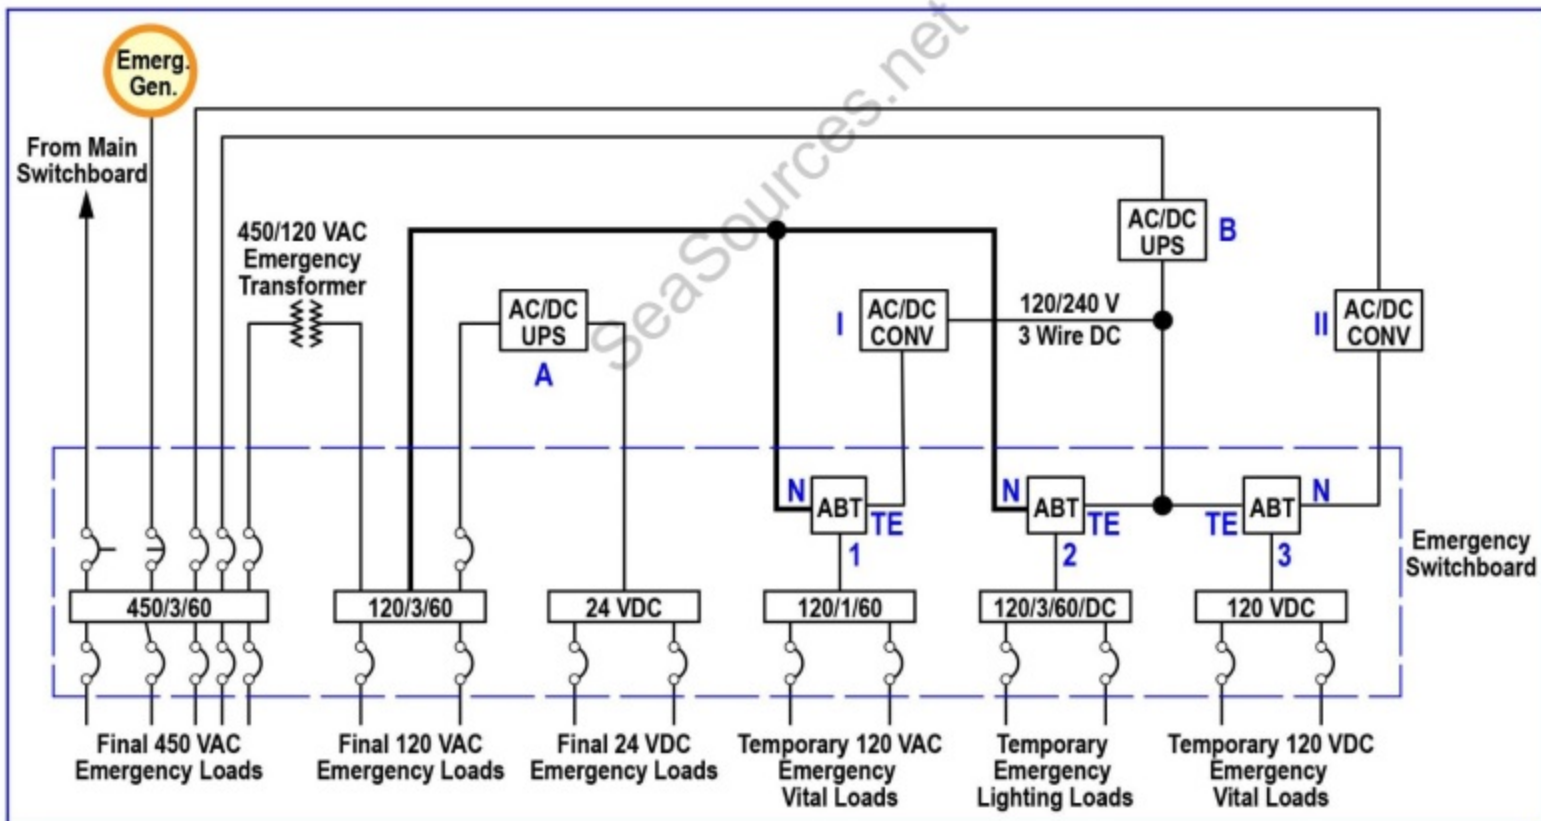 Emerg.
Gen.
From Main
Switchboard
450/120 VAC
Emergency
Transformer
AC/DC
UPS
A
I
AC/DC
CONV
120/240 V
3 Wire DC
AC/DC
UPS
B
II
AC/DC
CONV
N
ABT
TE
1
N
ABT
TE
2
TE
ABT
N
3
Emergency
Switchboard
450/3/60
120/3/60
24 VDC
120/1/60
120/3/60/DC
120 VDC
Final 450 VAC
Emergency Loads
Final 120 VAC
Emergency Loads
Final 24 VDC
Emergency Loads
Temporary 120 VAC
Emergency
Vital Loads
Temporary
Emergency
Lighting Loads
Temporary 120 VDC
Emergency
Vital Loads
SeaSources.net